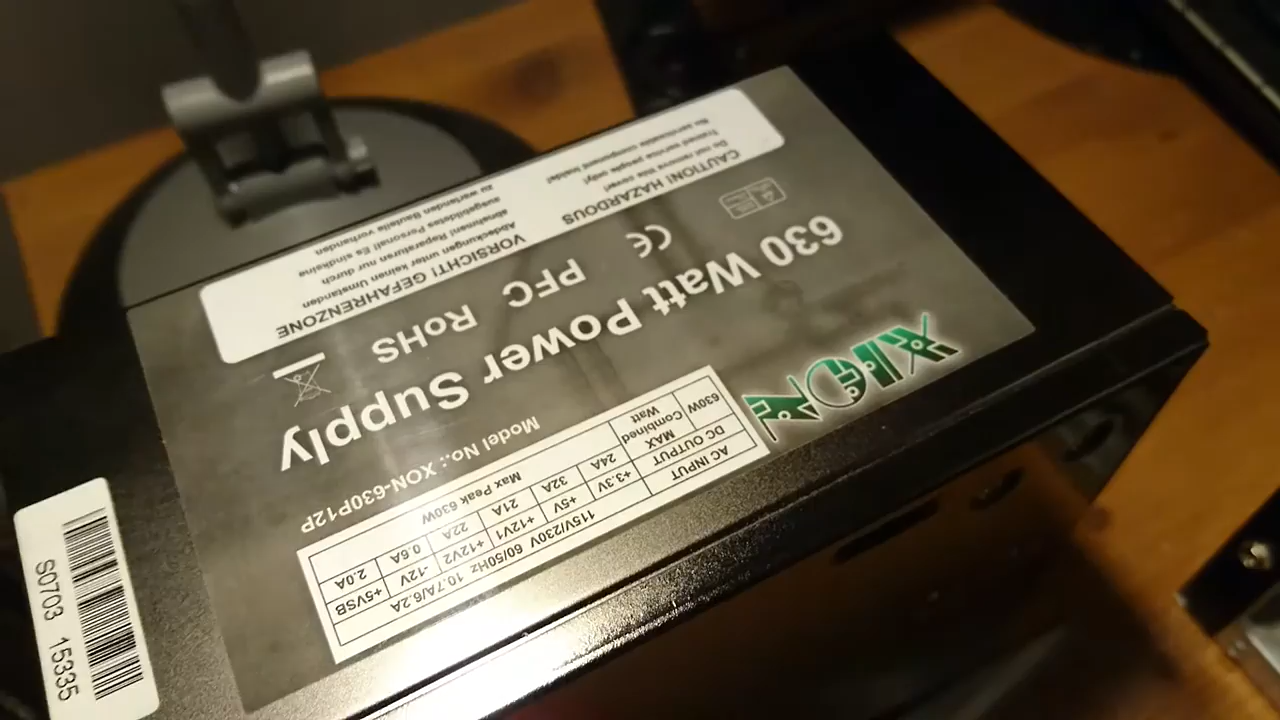 XION
630 Watt Power Supply
PFC RoHS
CE
Model No.: XON-630P12P
AC INPUT 115V/230V 60/50Hz 10.7A/6.2A
DC OUTPUT +3.3V +5V +12V1 +12V2 -12V +5VSB
MAX 24A 32A 21A 22A 0.6A 2.0A
Combined
Watt
630W Max Peak 630W
CAUTION! HAZARDOUS
Do not remove this cover!
Trained service people only!
No serviceable component inside!
VORSICHT! GEFAHRENZONE
Abdeckungen unter keinen Umstanden
abnehmen! Reparaturen nur durch
ausgebildetes Personal! Es sindkeine
zu wartenden Bauteile vorhanden.
S0703 15335